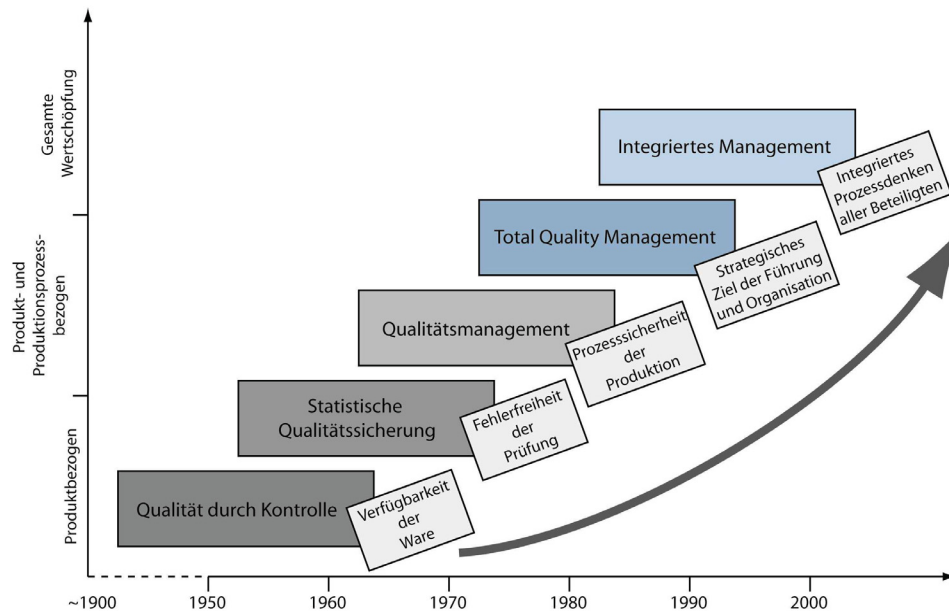 Gesamte
Wertschöpfung
Produkt- und
Produktionsprozess-
bezogen
Produktbezogen
Integriertes Management
Integriertes
Prozessdenken
aller Beteiligten
Total Quality Management
Strategisches
Ziel der Führung
und Organisation
Qualitätsmanagement
Prozesssicherheit
der
Produktion
Statistische
Qualitätssicherung
Fehlerfreiheit
der
Prüfung
Qualität durch Kontrolle
Verfügbarkeit
der
Ware
~1900 1950 1960 1970 1980 1990 2000